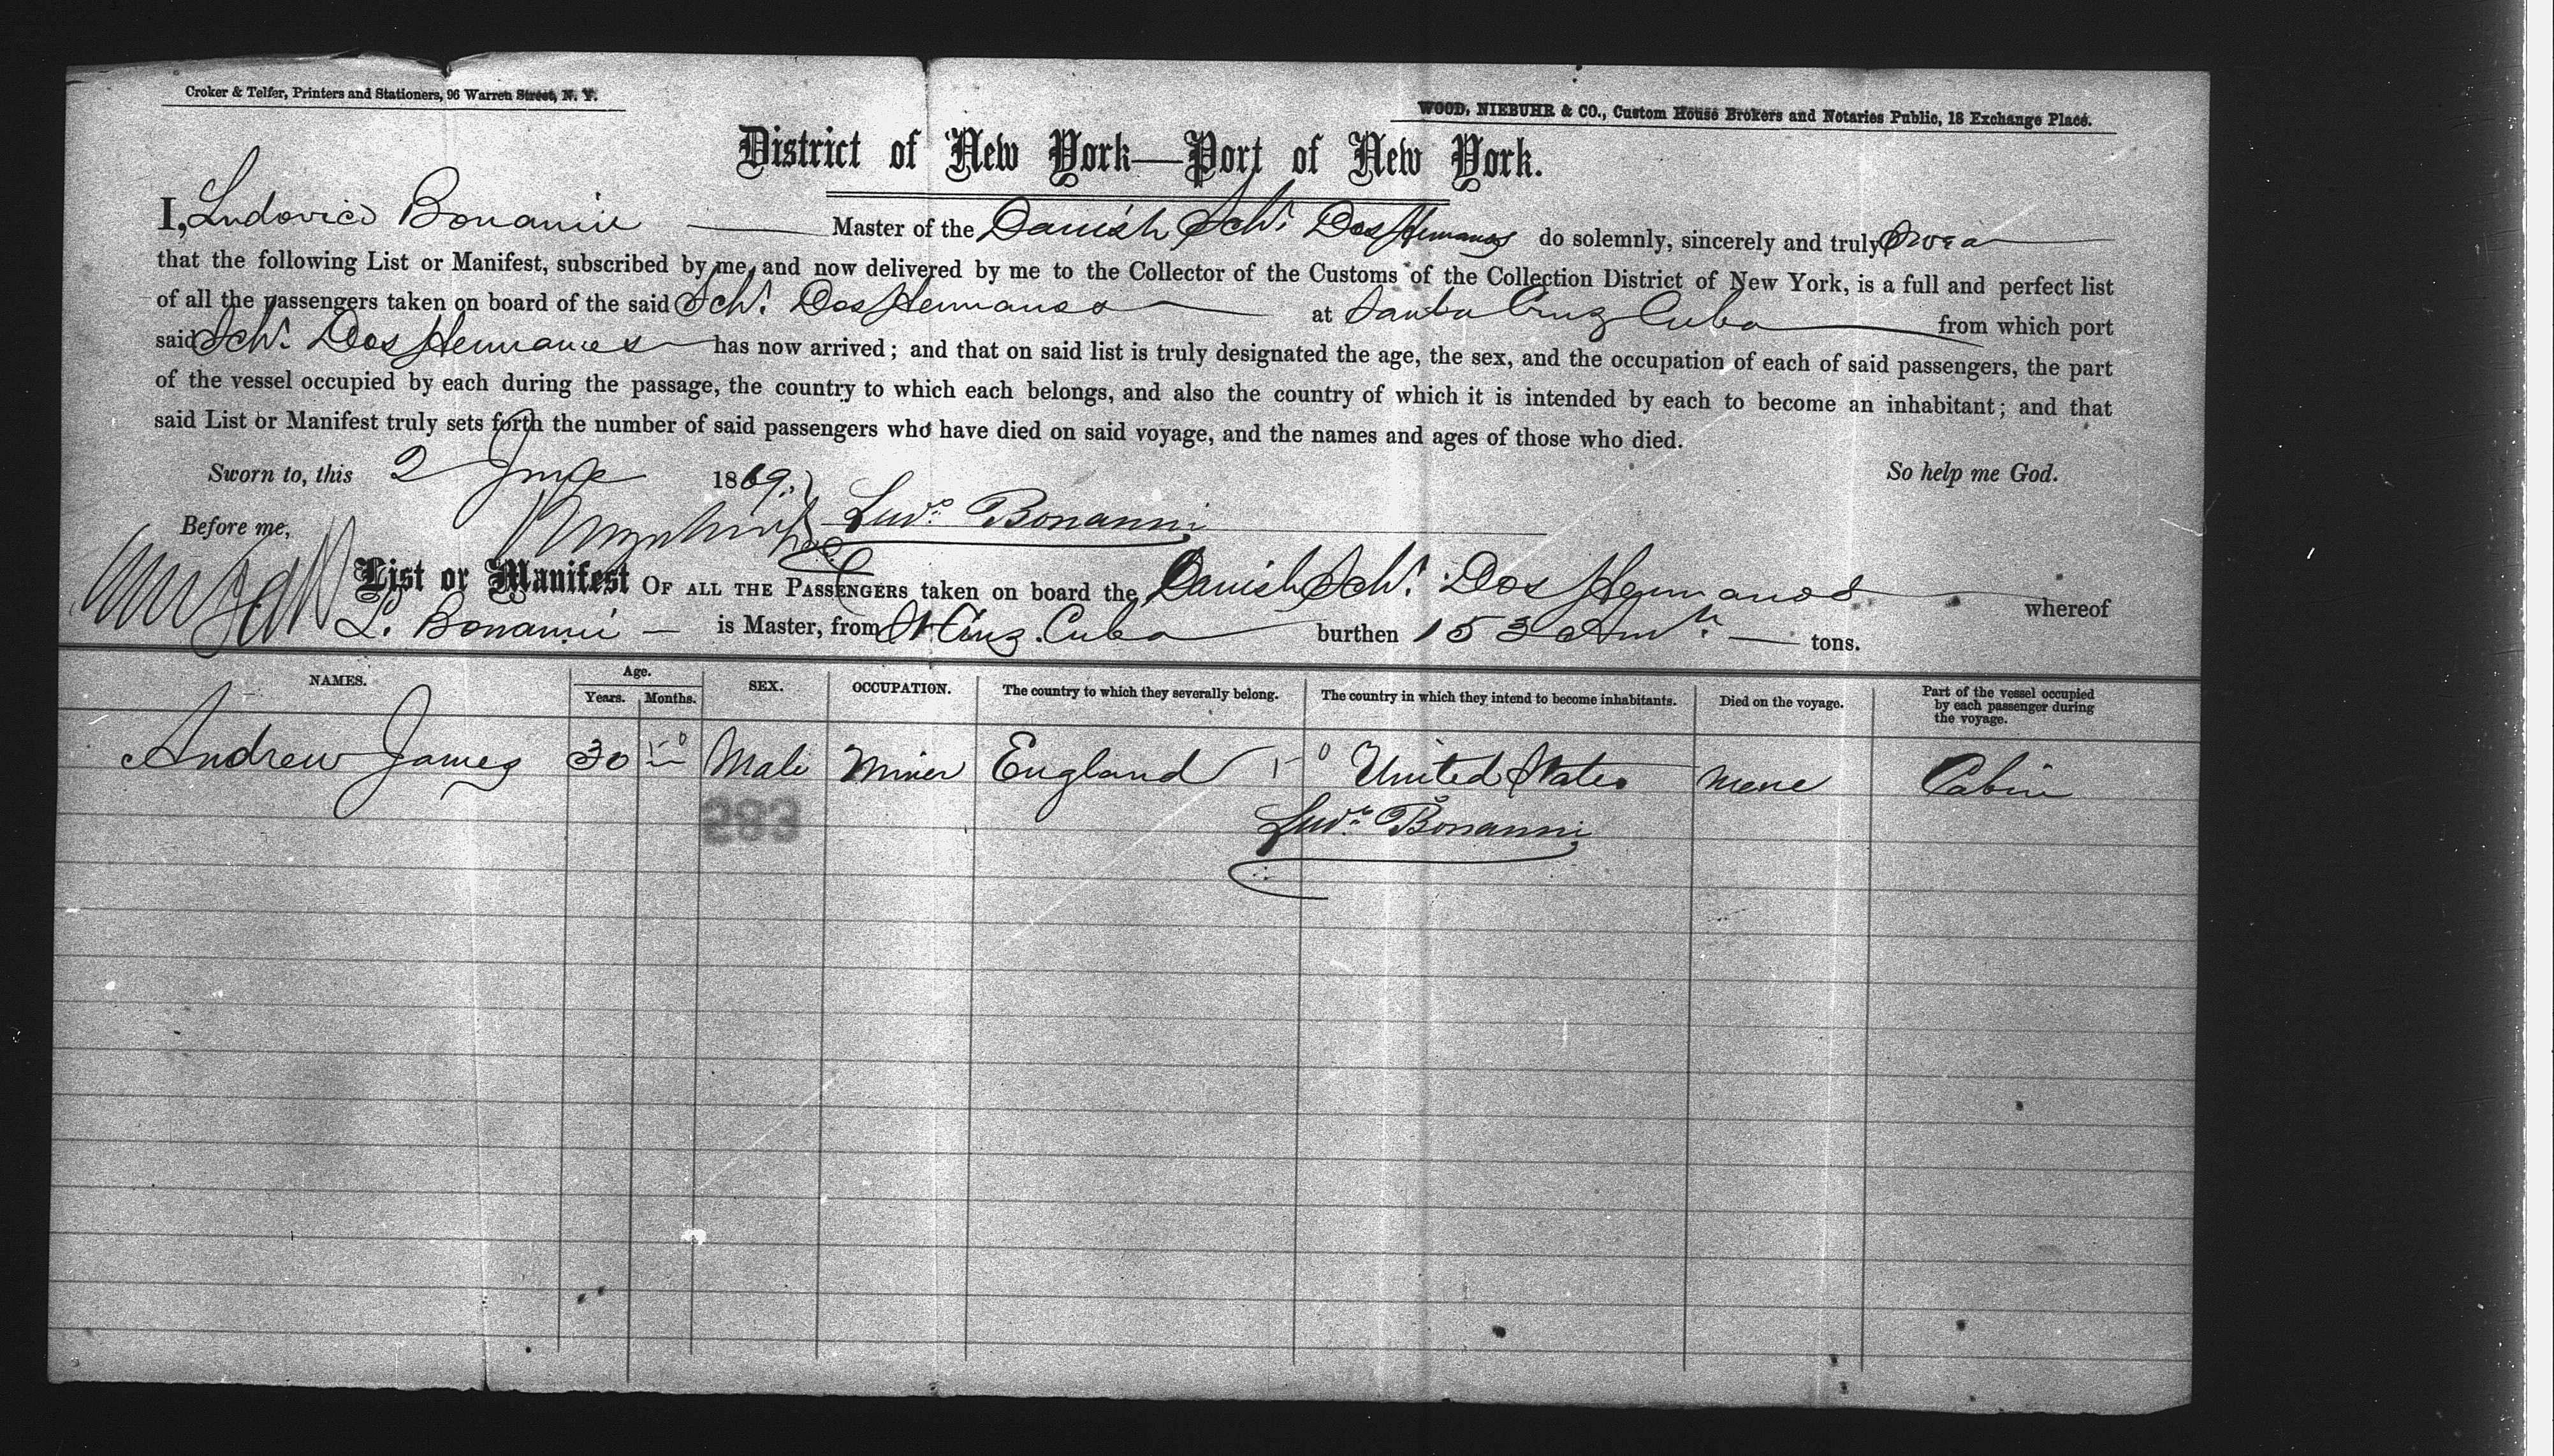 Croker & Telfer, Printers and Stationers, 96 Warren Street, N. Y.
WOOD, NIEBUHR & CO., Custom House Brokers and Notaries Public, 18 Exchange Place.
District of New York—Port of New York.
I, Ludovico Bonanni Master of the Danish Schr. Dos Hermanos do solemnly, sincerely and truly
that the following List or Manifest, subscribed by me, and now delivered by me to the Collector of the Customs of the Collection District of New York, is a full and perfect list
of all the passengers taken on board of the said Schr. Dos Hermanos at Santa Cruz Cuba from which port
said Schr. Dos Hermanos has now arrived; and that on said list is truly designated the age, the sex, and the occupation of each of said passengers, the part
of the vessel occupied by each during the passage, the country to which each belongs, and also the country of which it is intended by each to become an inhabitant; and that
said List or Manifest truly sets forth the number of said passengers who have died on said voyage, and the names and ages of those who died.
Sworn to, this 2 June 1869. So help me God.
Ludo. Bonanni
Before me,
List or Manifest OF ALL THE PASSENGERS taken on board the Danish Schr. Dos Hermanos whereof
L. Bonanni is Master, from St Cruz Cuba burthen 153 tons.
NAMES. Age. Years. Months. SEX. OCCUPATION. The country to which they severally belong. The country in which they intend to become inhabitants. Died on the voyage. Part of the vessel occupied by each passenger during the voyage.
Andrew James 30 Male Miner England United States None Cabin
283
Ludo. Bonanni